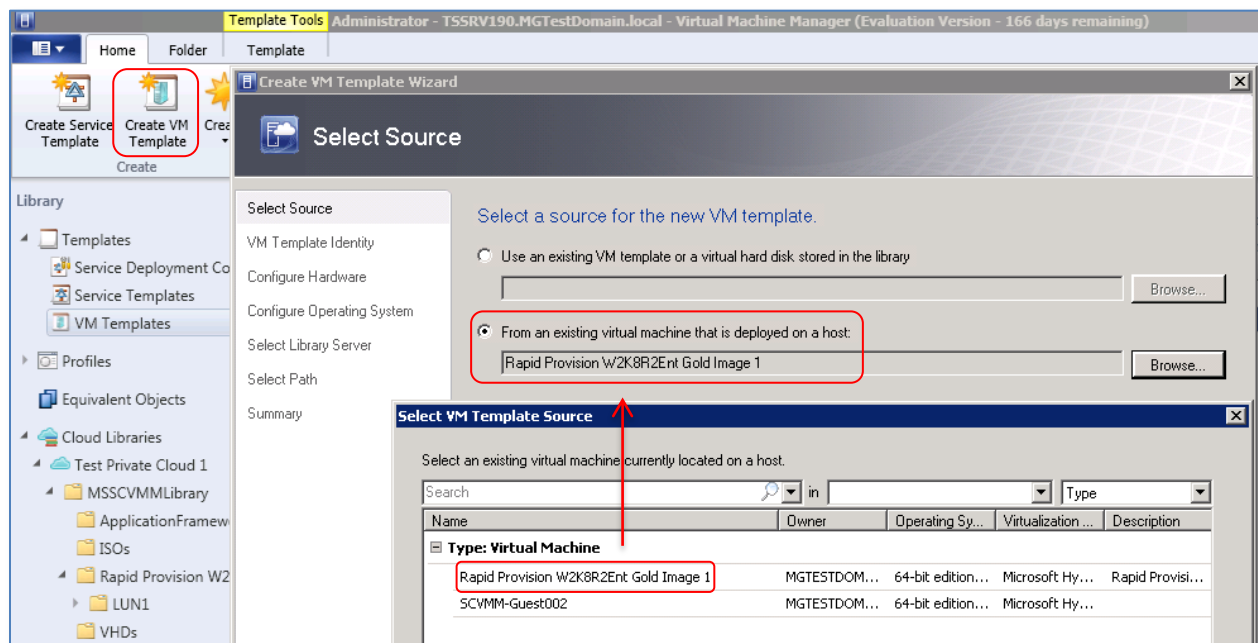 Template Tools
Administrator - TSSRV190.MGTestDomain.local - Virtual Machine Manager (Evaluation Version - 166 days remaining)
Home
Folder
Template
Create Service
Template
Create VM
Template
Crea
Create
Library
Templates
Service Deployment Co
Service Templates
VM Templates
Profiles
Equivalent Objects
Cloud Libraries
Test Private Cloud 1
MSSCVMMLibrary
ApplicationFramew
ISOs
Rapid Provision W2
LUN1
VHDs
Create VM Template Wizard
Select Source
Select Source
VM Template Identity
Configure Hardware
Configure Operating System
Select Library Server
Select Path
Summary
Select a source for the new VM template.
Use an existing VM template or a virtual hard disk stored in the library
Browse...
From an existing virtual machine that is deployed on a host:
Rapid Provision W2K8R2Ent Gold Image 1
Browse...
Select VM Template Source
Select an existing virtual machine currently located on a host.
Search
in
Type
Name Owner Operating Sy... Virtualization ... Description
Type: Virtual Machine
Rapid Provision W2K8R2Ent Gold Image 1 MGTESTDOM... 64-bit edition... Microsoft Hy... Rapid Provisi...
SCVMM-Guest002 MGTESTDOM... 64-bit edition... Microsoft Hy...